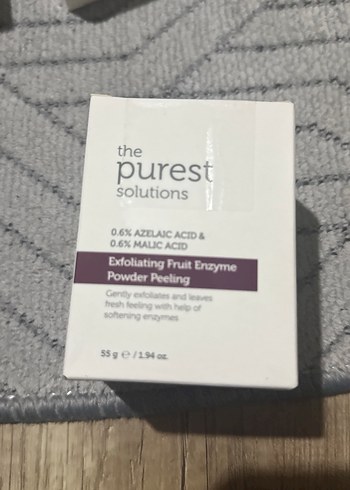 the
purest
solutions
0.6% AZELAIC ACID &
0.6% MALIC ACID
Exfoliating Fruit Enzyme
Powder Peeling
Gently exfoliates and leaves
fresh feeling with help of
softening enzymes
55 g ℮ / 1.94 oz.